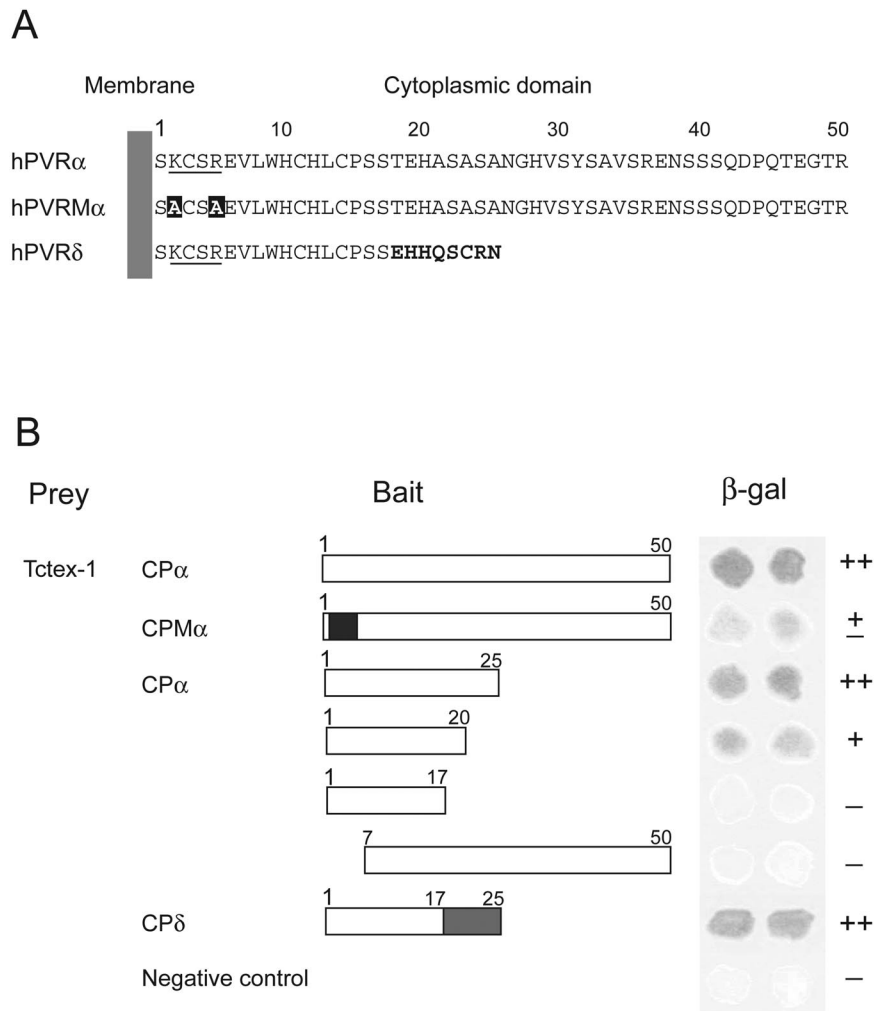 A
Membrane Cytoplasmic domain
1 10 20 30 40 50
hPVRα SKCSREVLWHCHLCPSSTEHASASANGHVSYSAVSRENSSSQDPQTEGTR
hPVRMα SACSAEVLWHCHLCPSSTEHASASANGHVSYSAVSRENSSSQDPQTEGTR
hPVRδ SKCSREVLWHCHLCPSSEHHQSCRN
B
Prey Bait β-gal
1 50
Tctex-1 CPα ++
1 50
CPMα ±
1 25
CPα ++
1 20
+
1 17
–
7 50
–
1 17 25
CPδ ++
Negative control –